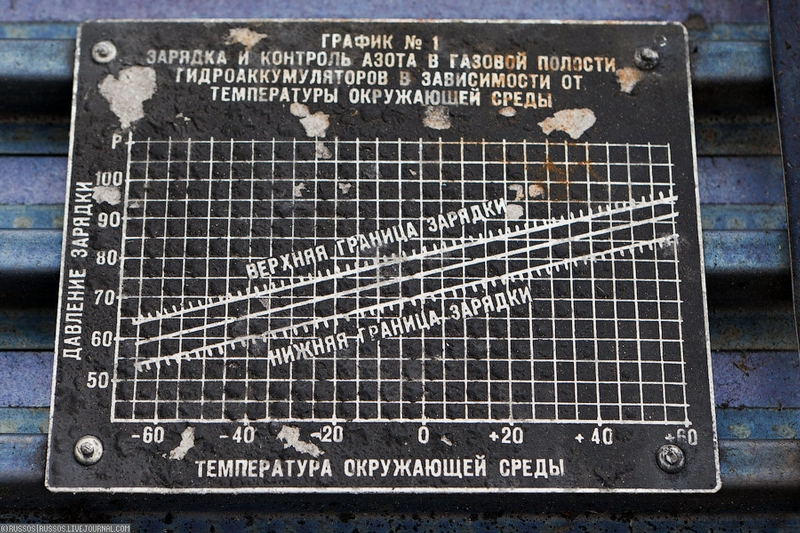 ГРАФИК № 1
ЗАРЯДКА И КОНТРОЛЬ АЗОТА В ГАЗОВОЙ ПОЛОСТИ
ГИДРОАККУМУЛЯТОРОВ В ЗАВИСИМОСТИ ОТ
ТЕМПЕРАТУРЫ ОКРУЖАЮЩЕЙ СРЕДЫ
Р
100
90
80
70
60
50
ДАВЛЕНИЕ ЗАРЯДКИ
ВЕРХНЯЯ ГРАНИЦА ЗАРЯДКИ
НИЖНЯЯ ГРАНИЦА ЗАРЯДКИ
-60 -40 -20 0 +20 +40 +60
ТЕМПЕРАТУРА ОКРУЖАЮЩЕЙ СРЕДЫ
©RUSSOS|RUSSOS.LIVEJOURNAL.COM